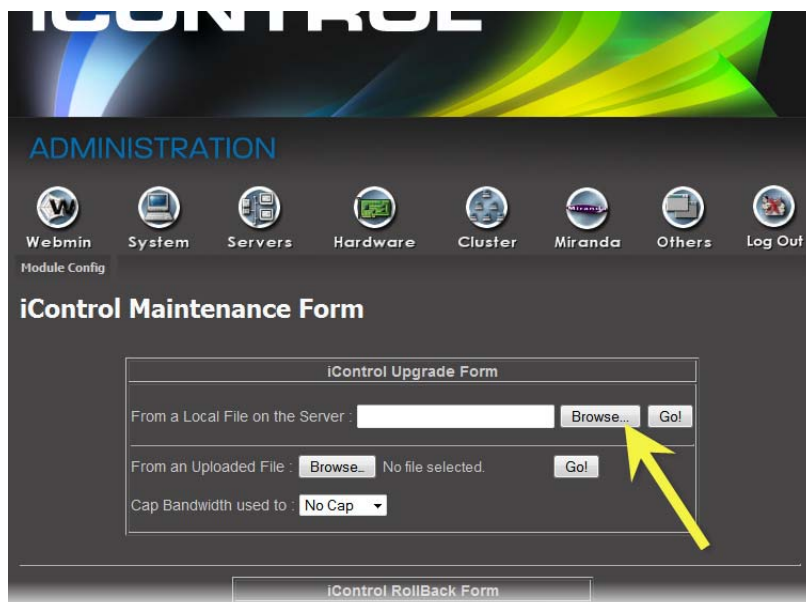 iCONTROL
ADMINISTRATION
Webmin System Servers Hardware Cluster Miranda Others Log Out
Module Config
iControl Maintenance Form
iControl Upgrade Form
From a Local File on the Server : Browse... Go!
From an Uploaded File : Browse_ No file selected. Go!
Cap Bandwidth used to : No Cap
iControl RollBack Form